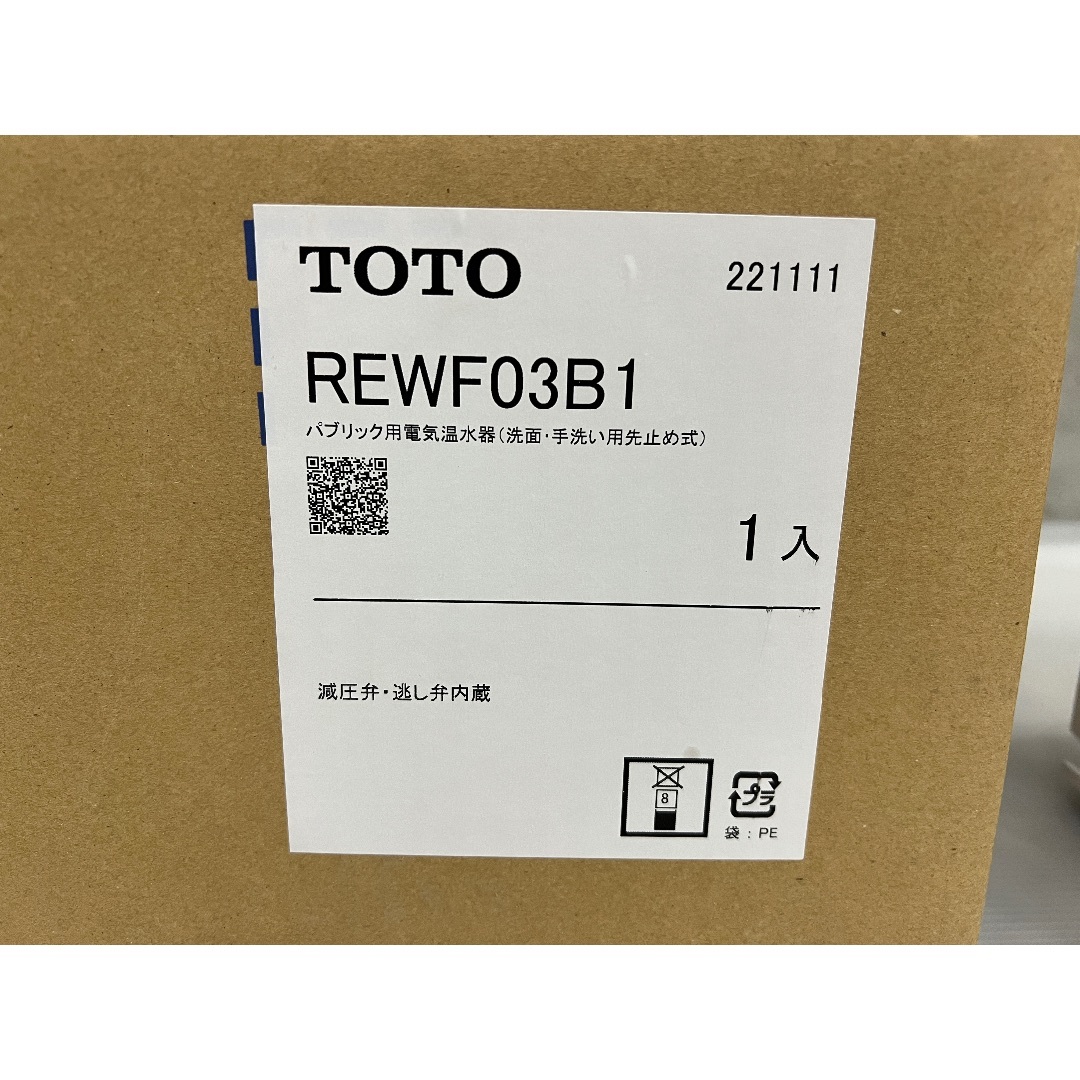 TOTO 221111
REWF03B1
パブリック用電気温水器(洗面・手洗い用先止め式)
1入
減圧弁・逃し弁内蔵
8
プラ
袋:PE